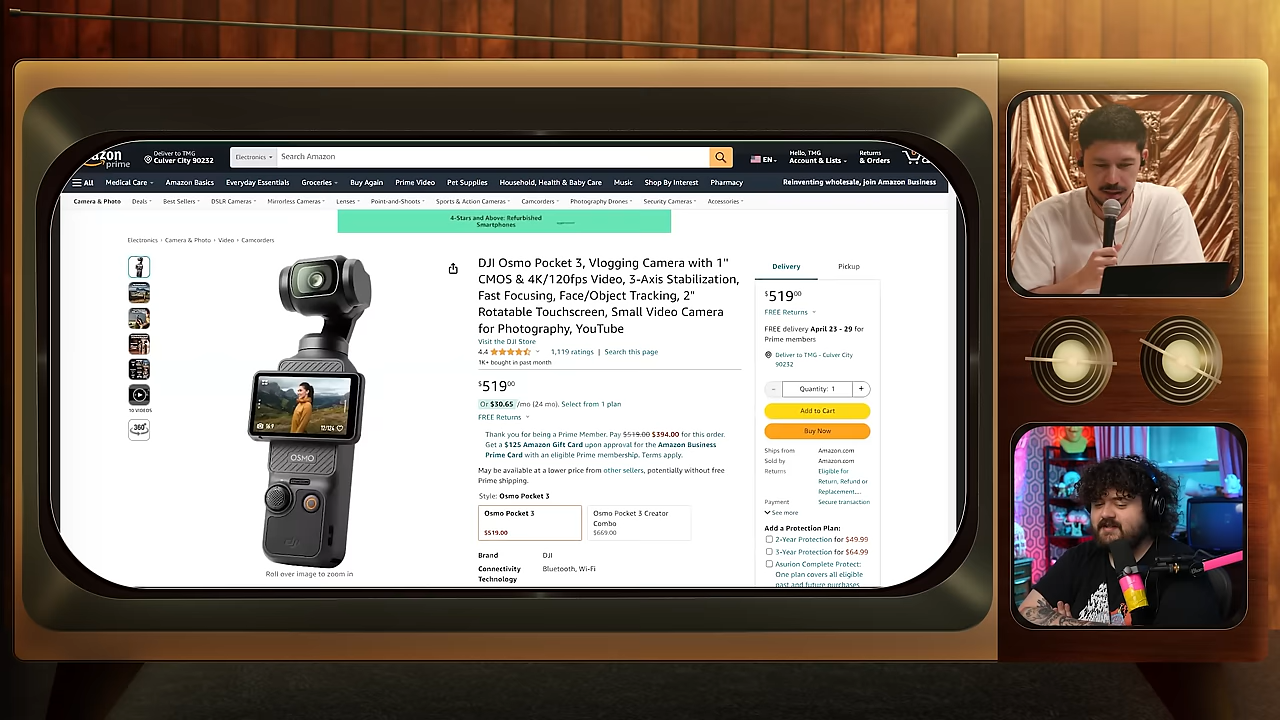 azon
prime
Deliver to TMG
Culver City 90232
Electronics
Search Amazon
EN
Hello, TMG
Account & Lists
Returns
& Orders
All
Medical Care
Amazon Basics
Everyday Essentials
Groceries
Buy Again
Prime Video
Pet Supplies
Household, Health & Baby Care
Music
Shop By Interest
Pharmacy
Reinventing wholesale, join Amazon Business
Camera & Photo
Deals
Best Sellers
DSLR Cameras
Mirrorless Cameras
Lenses
Point-and-Shoots
Sports & Action Cameras
Camcorders
Photography Drones
Security Cameras
Accessories
4-Stars and Above: Refurbished
Smartphones
Electronics › Camera & Photo › Video › Camcorders
10 VIDEOS
360°
OSMO
dji
Roll over image to zoom in
DJI Osmo Pocket 3, Vlogging Camera with 1"
CMOS & 4K/120fps Video, 3-Axis Stabilization,
Fast Focusing, Face/Object Tracking, 2"
Rotatable Touchscreen, Small Video Camera
for Photography, YouTube
Visit the DJI Store
4.4
1,119 ratings | Search this page
1K+ bought in past month
$51900
Or $30.65 /mo (24 mo). Select from 1 plan
FREE Returns
Thank you for being a Prime Member. Pay $519.00 $394.00 for this order.
Get a $125 Amazon Gift Card upon approval for the Amazon Business
Prime Card with an eligible Prime membership. Terms apply.
May be available at a lower price from other sellers, potentially without free
Prime shipping.
Style: Osmo Pocket 3
Osmo Pocket 3
$519.00
Osmo Pocket 3 Creator
Combo
$669.00
Brand DJI
Connectivity Bluetooth, Wi-Fi
Technology
Delivery
Pickup
$51900
FREE Returns
FREE delivery April 23 - 29 for
Prime members
Deliver to TMG - Culver City
90232
- Quantity: 1 +
Add to Cart
Buy Now
Ships from Amazon.com
Sold by Amazon.com
Returns Eligible for
Return, Refund or
Replacement...
Payment Secure transaction
See more
Add a Protection Plan:
2-Year Protection for $49.99
3-Year Protection for $64.99
Asurion Complete Protect:
One plan covers all eligible
past and future purchases